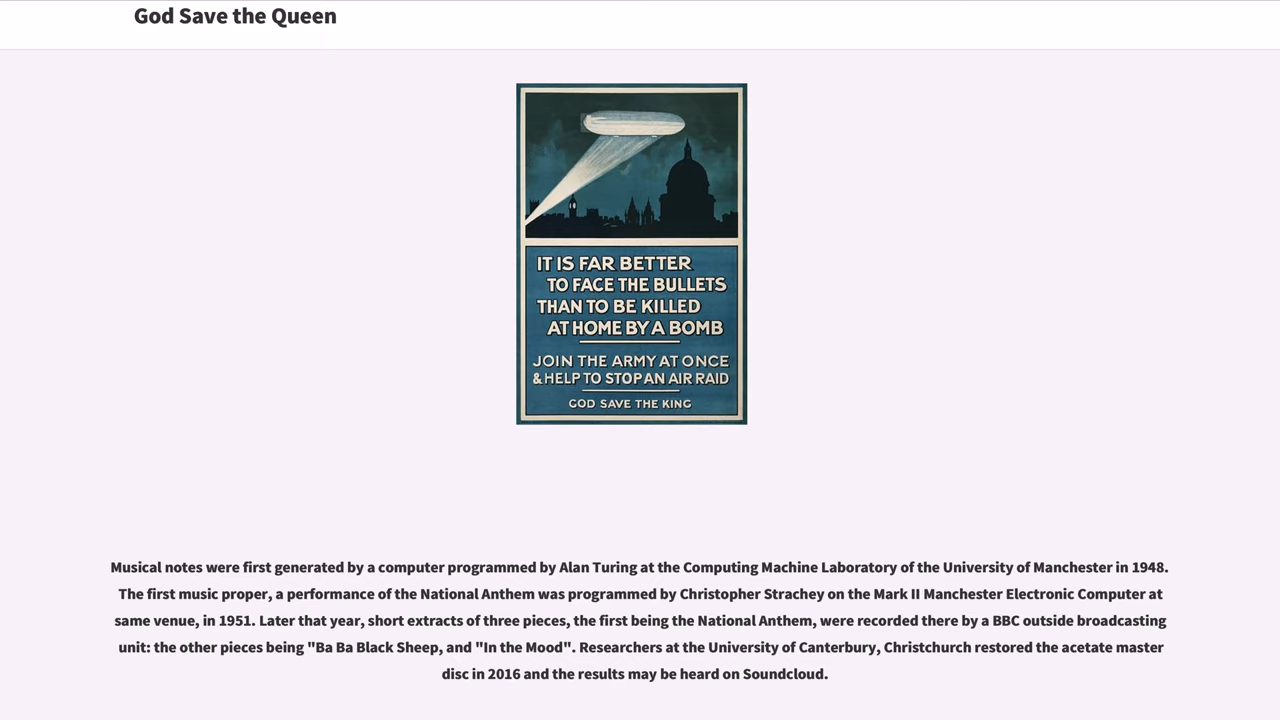 God Save the Queen
IT IS FAR BETTER
TO FACE THE BULLETS
THAN TO BE KILLED
AT HOME BY A BOMB
JOIN THE ARMY AT ONCE
& HELP TO STOP AN AIR RAID
GOD SAVE THE KING
Musical notes were first generated by a computer programmed by Alan Turing at the Computing Machine Laboratory of the University of Manchester in 1948.
The first music proper, a performance of the National Anthem was programmed by Christopher Strachey on the Mark II Manchester Electronic Computer at
same venue, in 1951. Later that year, short extracts of three pieces, the first being the National Anthem, were recorded there by a BBC outside broadcasting
unit: the other pieces being "Ba Ba Black Sheep, and "In the Mood". Researchers at the University of Canterbury, Christchurch restored the acetate master
disc in 2016 and the results may be heard on Soundcloud.